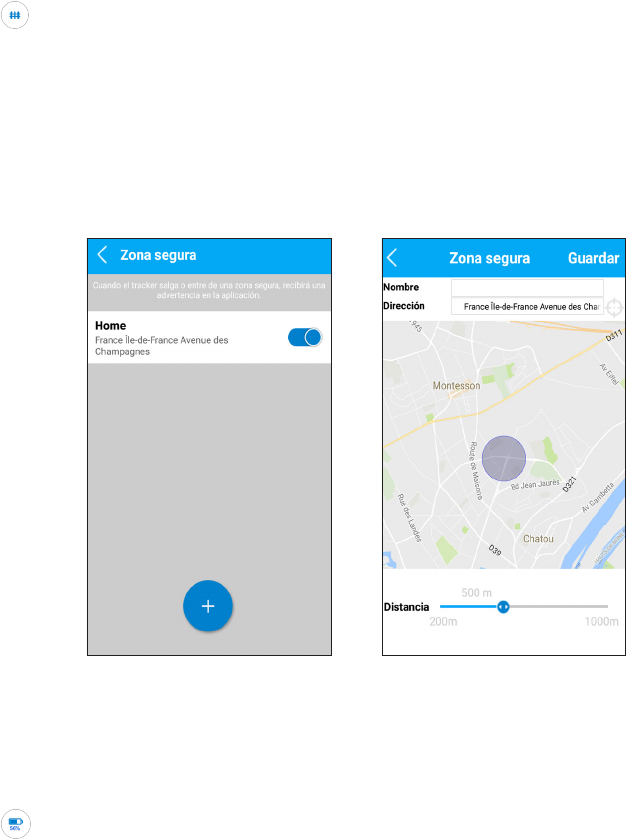 Zona segura
Cuando el tracker salga o entre de una zona segura, recibirá una
advertencia en la aplicación.
Home
France Île-de-France Avenue des
Champagnes
Zona segura
Guardar
Nombre
Dirección
France Île-de-France Avenue des Char
945
D311
Av Eiffel
Montesson
Route de Maisons
Bd Jean Jaurès
D321
Av Gambetta
Rue des Landes
Chatou
D39
500 m
Distancia
200m
1000m
56%